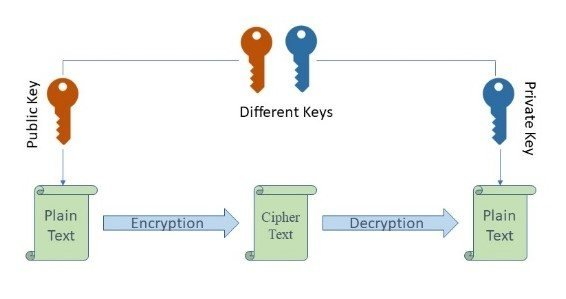 Different Keys
Public Key
Private Key
Plain
Text
Encryption
Cipher
Text
Decryption
Plain
Text